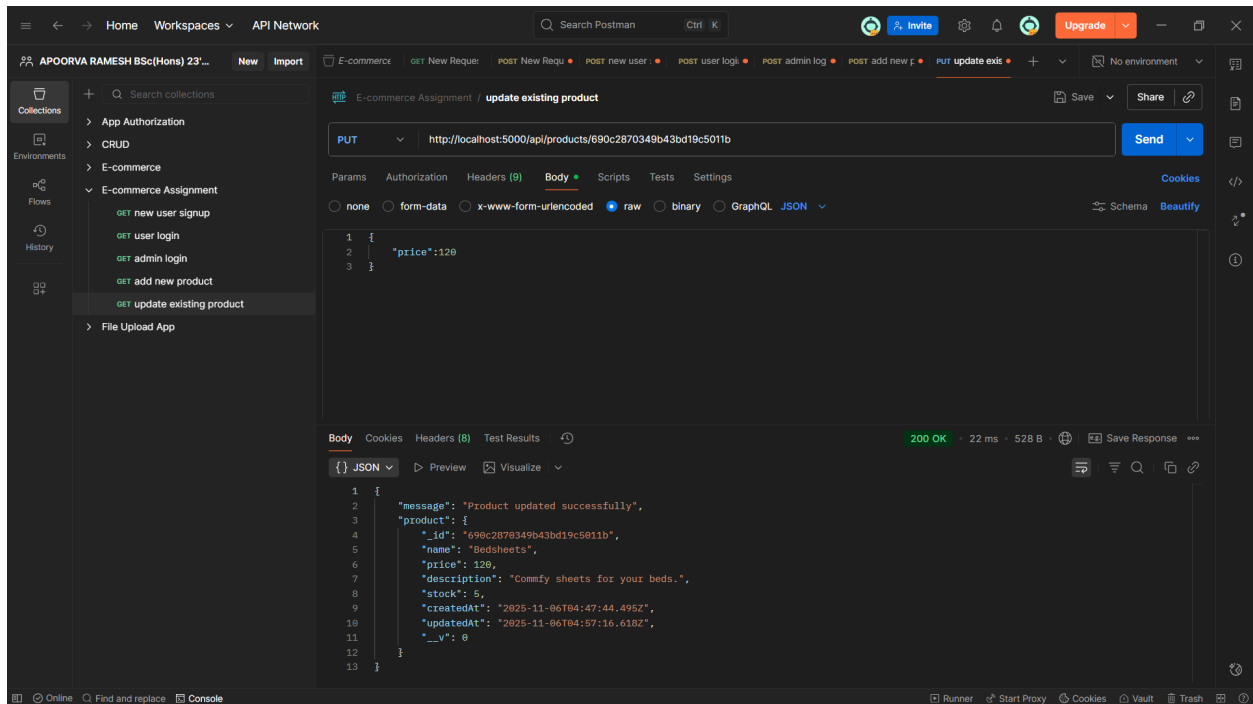 Home Workspaces API Network Search Postman Ctrl K Invite Upgrade
APOORVA RAMESH BSc(Hons) 23'... New Import E-commerce GET New Reques POST New Requ POST new user : POST user logi POST admin log POST add new p PUT update exis + No environment
Collections
Environments
Flows
History
+ Search collections
App Authorization
CRUD
E-commerce
E-commerce Assignment
GET new user signup
GET user login
GET admin login
GET add new product
GET update existing product
File Upload App
HTTP E-commerce Assignment / update existing product Save Share
PUT http://localhost:5000/api/products/690c2870349b43bd19c5011b Send
Params Authorization Headers (9) Body Scripts Tests Settings Cookies
none form-data x-www-form-urlencoded raw binary GraphQL JSON Schema Beautify
1 {
2 "price":120
3 }
Body Cookies Headers (8) Test Results 200 OK 22 ms 528 B Save Response
{} JSON Preview Visualize
1 {
2 "message": "Product updated successfully",
3 "product": {
4 "_id": "690c2870349b43bd19c5011b",
5 "name": "Bedsheets",
6 "price": 120,
7 "description": "Commfy sheets for your beds.",
8 "stock": 5,
9 "createdAt": "2025-11-06T04:47:44.495Z",
10 "updatedAt": "2025-11-06T04:57:16.618Z",
11 "__v": 0
12 }
13 }
Online Find and replace Console Runner Start Proxy Cookies Vault Trash